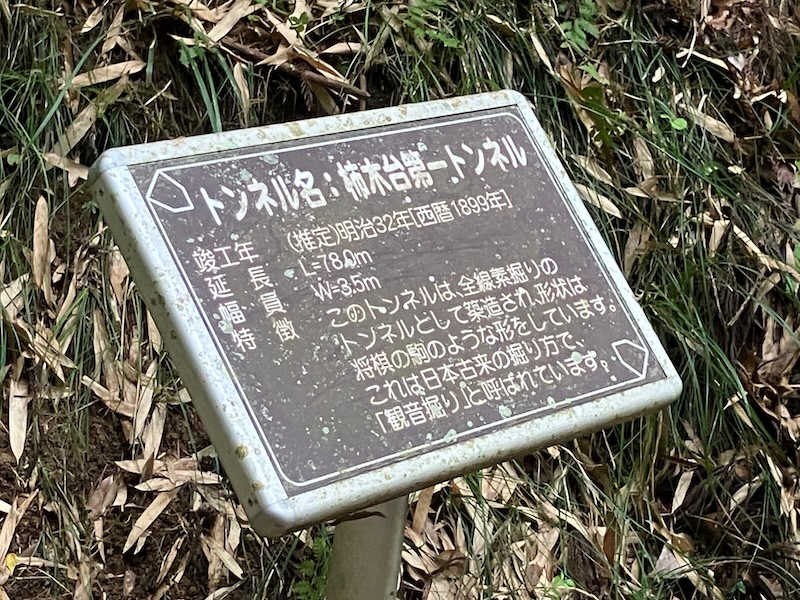 トンネル名：柿木台第一トンネル
竣工年 (推定)明治32年[西暦1899年]
延長 L=78.0m
幅員 W=3.5m
特徴 このトンネルは、全線素掘りの
トンネルとして築造され、形状は
将棋の駒のような形をしています。
これは日本古来の掘り方で、
「観音掘り」と呼ばれています。